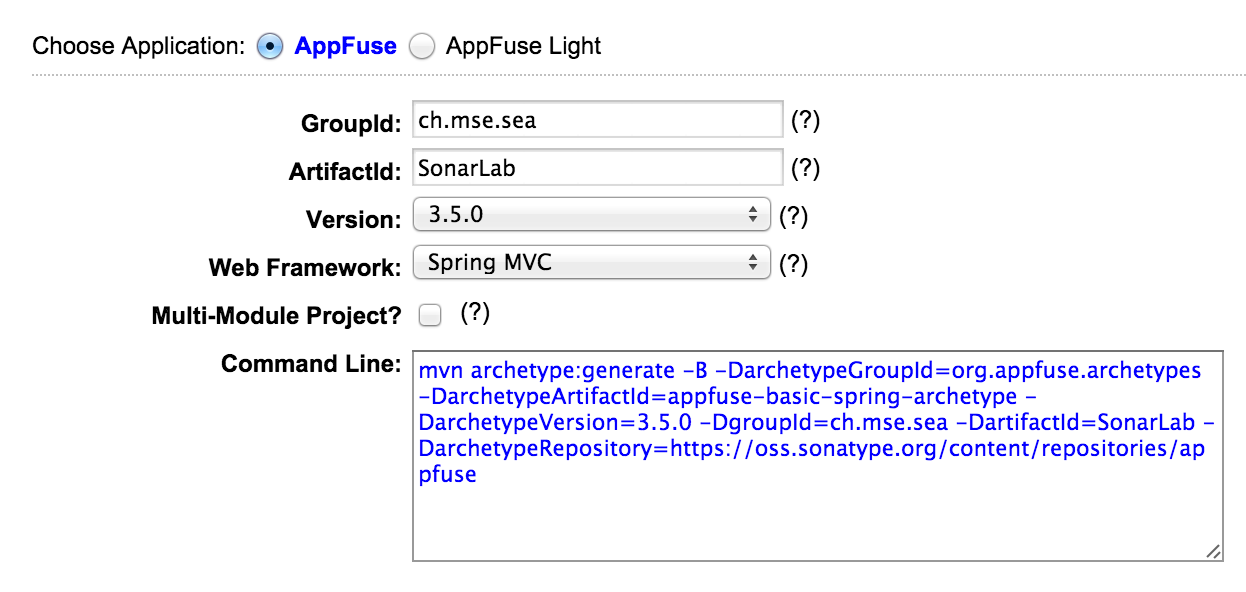 Choose Application: AppFuse AppFuse Light
GroupId: ch.mse.sea (?)
ArtifactId: SonarLab (?)
Version: 3.5.0 (?)
Web Framework: Spring MVC (?)
Multi-Module Project? (?)
Command Line: mvn archetype:generate -B -DarchetypeGroupId=org.appfuse.archetypes
-DarchetypeArtifactId=appfuse-basic-spring-archetype -
DarchetypeVersion=3.5.0 -DgroupId=ch.mse.sea -DartifactId=SonarLab -
DarchetypeRepository=https://oss.sonatype.org/content/repositories/ap
pfuse